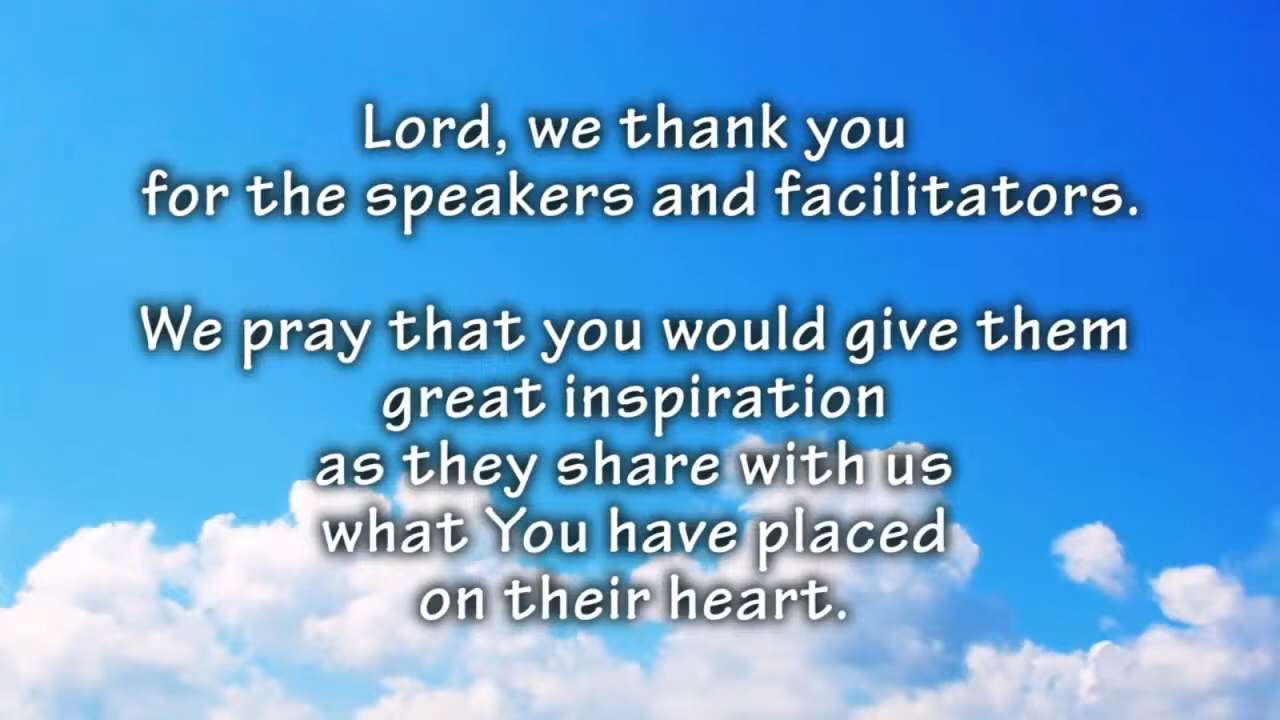 Lord, we thank you
for the speakers and facilitators.
We pray that you would give them
great inspiration
as they share with us
what You have placed
on their heart.